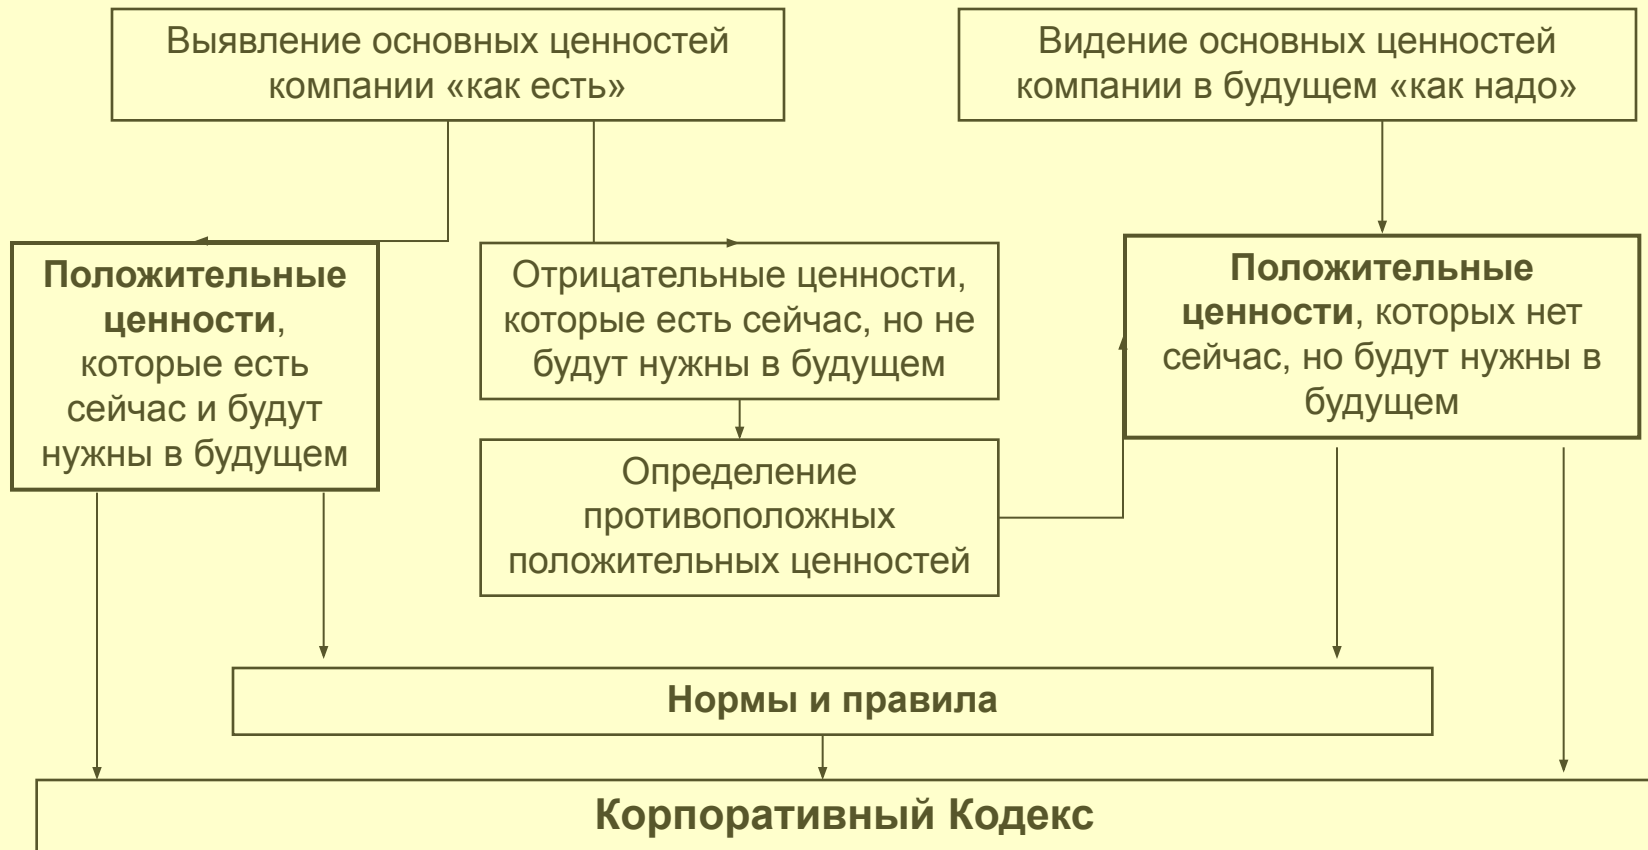 Выявление основных ценностей
компании «как есть»
Видение основных ценностей
компании в будущем «как надо»
Положительные
ценности,
которые есть
сейчас и будут
нужны в будущем
Отрицательные ценности,
которые есть сейчас, но не
будут нужны в будущем
Положительные
ценности, которых нет
сейчас, но будут нужны в
будущем
Определение
противоположных
положительных ценностей
Нормы и правила
Корпоративный Кодекс